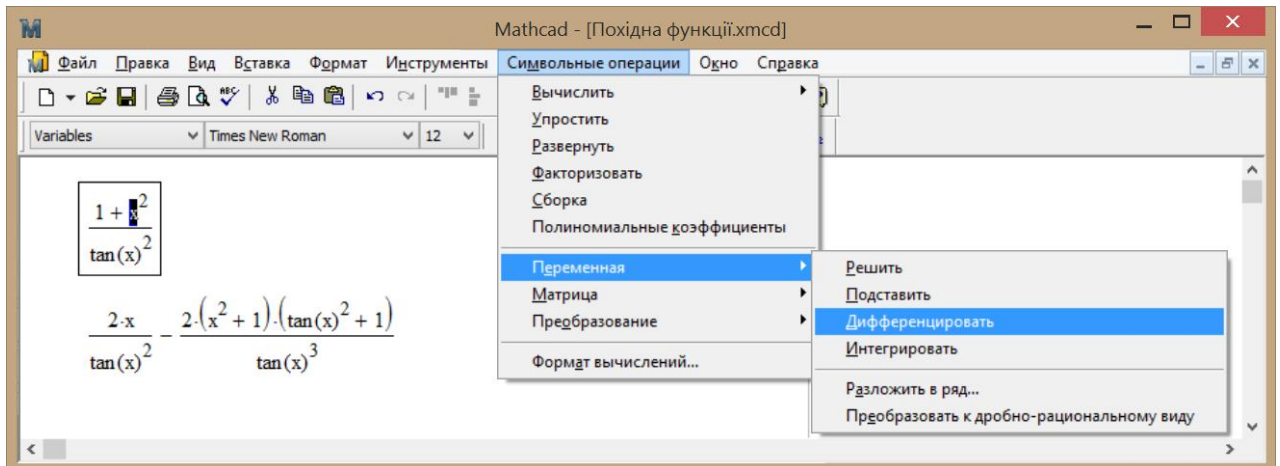 Mathcad - [Похідна функції.xmcd]
Файл Правка Вид Вставка Формат Инструменты Символьные операции Окно Справка
Variables Times New Roman 12
Вычислить
Упростить
Развернуть
Факторизовать
Сборка
Полиномиальные коэффициенты
Переменная
Матрица
Преобразование
Формат вычислений...
Решить
Подставить
Дифференцировать
Интегрировать
Разложить в ряд...
Преобразовать к дробно-рациональному виду
1 + x^2
tan(x)^2
2·x / tan(x)^2 − 2·(x^2 + 1)·(tan(x)^2 + 1) / tan(x)^3